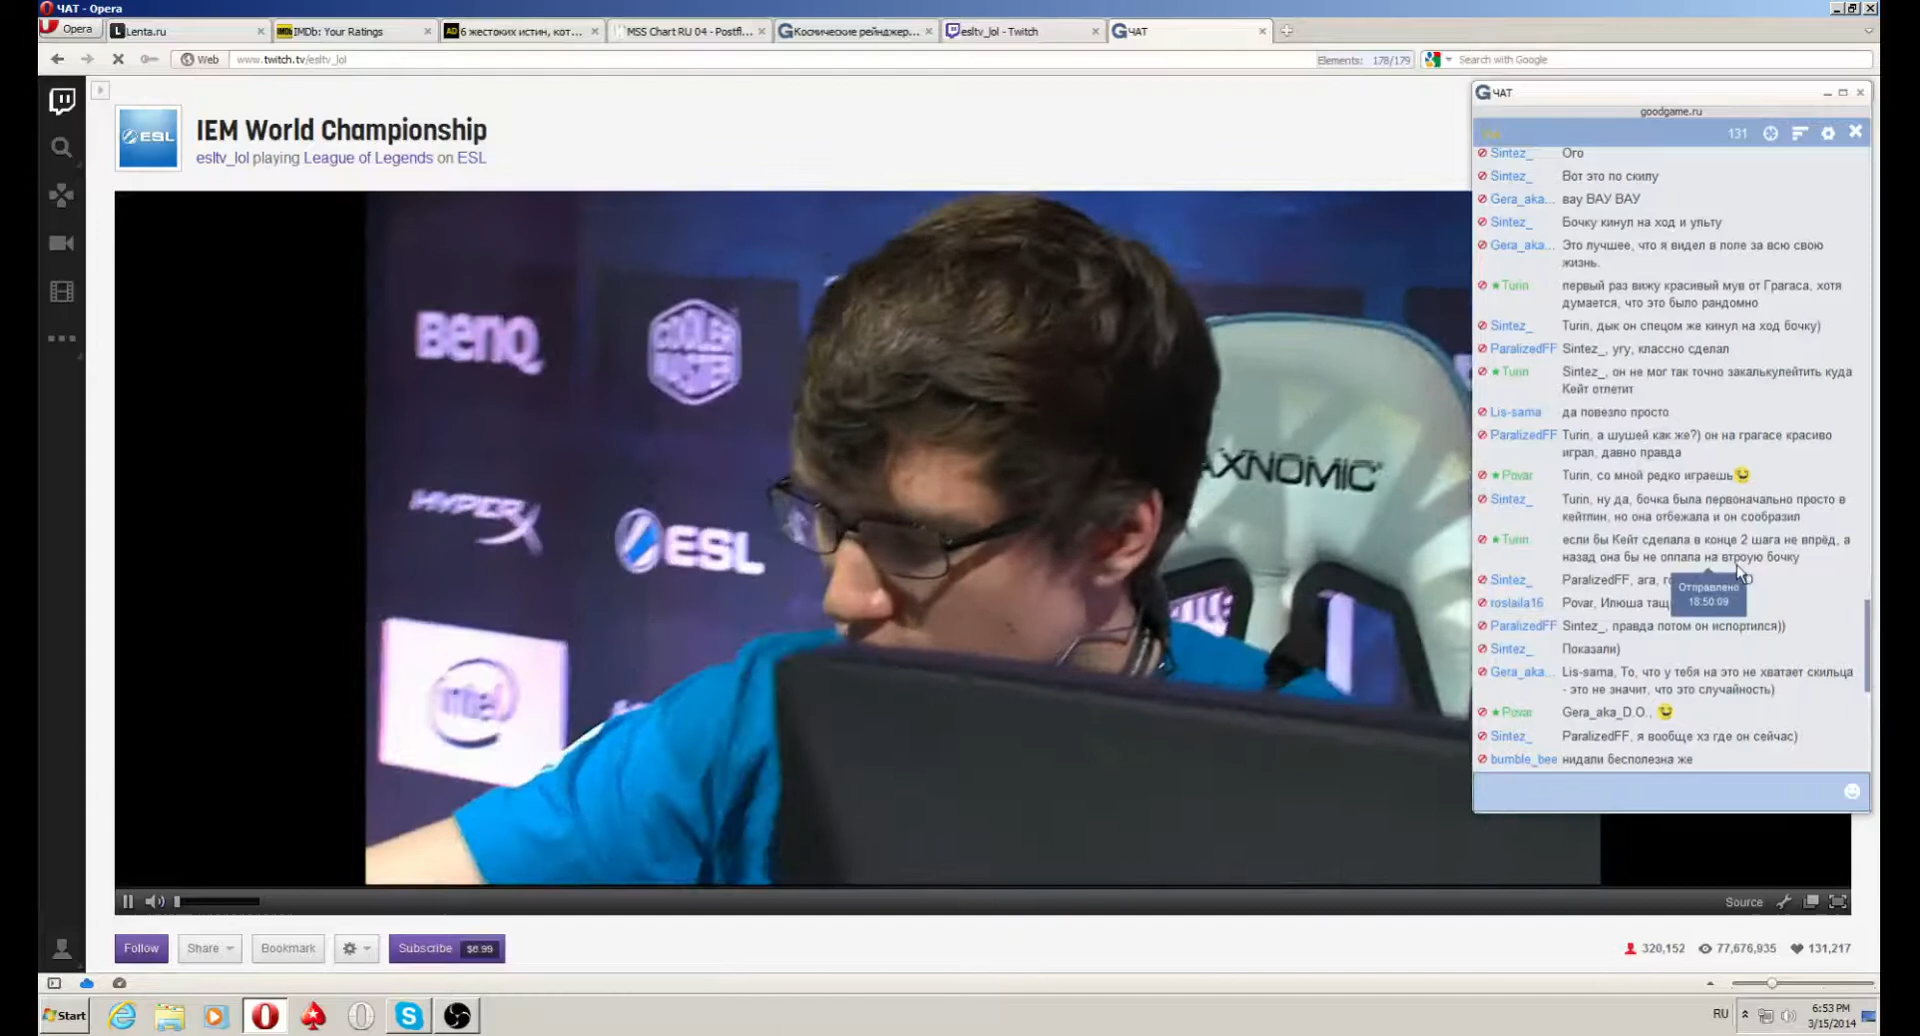 ЧАТ - Opera
Opera
Lenta.ru
IMDb: Your Ratings
6 жестоких истин, кот...
MSS Chart RU 04 - Postfl...
Космические рейнджер...
esltv_lol - Twitch
ЧАТ
Web
www.twitch.tv/esltv_lol
Elements: 178/179
Search with Google
ESL
IEM World Championship
esltv_lol playing League of Legends on ESL
BenQ
COOLER MASTER
HYPERX
ESL
intel
AXNOMIC
ЧАТ
goodgame.ru
131
Sintez_ Ого
Sintez_ Вот это по скилу
Gera_aka... вау ВАУ ВАУ
Sintez_ Бочку кинул на ход и ульту
Gera_aka... Это лучшее, что я видел в лоле за всю свою
жизнь.
Turin первый раз вижу красивый мув от Грагаса, хотя
думается, что это было рандомно
Sintez_ Turin, дык он спецом же кинул на ход бочку)
ParalizedFF Sintez_, угу, классно сделал
Turin Sintez_, он не мог так точно закалькулейтить куда
Кейт отлетит
Lis-sama да повезло просто
ParalizedFF Turin, а шушей как же?) он на грагасе красиво
играл, давно правда
Povar Turin, со мной редко играешь
Sintez_ Turin, ну да, бочка была первоначально просто в
кейтлин, но она отбежала и он сообразил
Turin если бы Кейт сделала в конце 2 шага не впрёд, а
назад она бы не оплала на втроую бочку
Sintez_ ParalizedFF, ага,
Отправлено
18:50:09
roslaila16 Povar, Илюша тащ
ParalizedFF Sintez_, правда потом он испортился))
Sintez_ Показали)
Gera_aka... Lis-sama, То, что у тебя на это не хватает скильца
- это не значит, что это случайность)
Povar Gera_aka_D.O.,
Sintez_ ParalizedFF, я вообще хз где он сейчас)
bumble_bee нидали бесполезна же
Source
Follow
Share
Bookmark
Subscribe $6.99
320,152
77,676,935
131,217
Start
RU
6:53 PM
3/15/2014